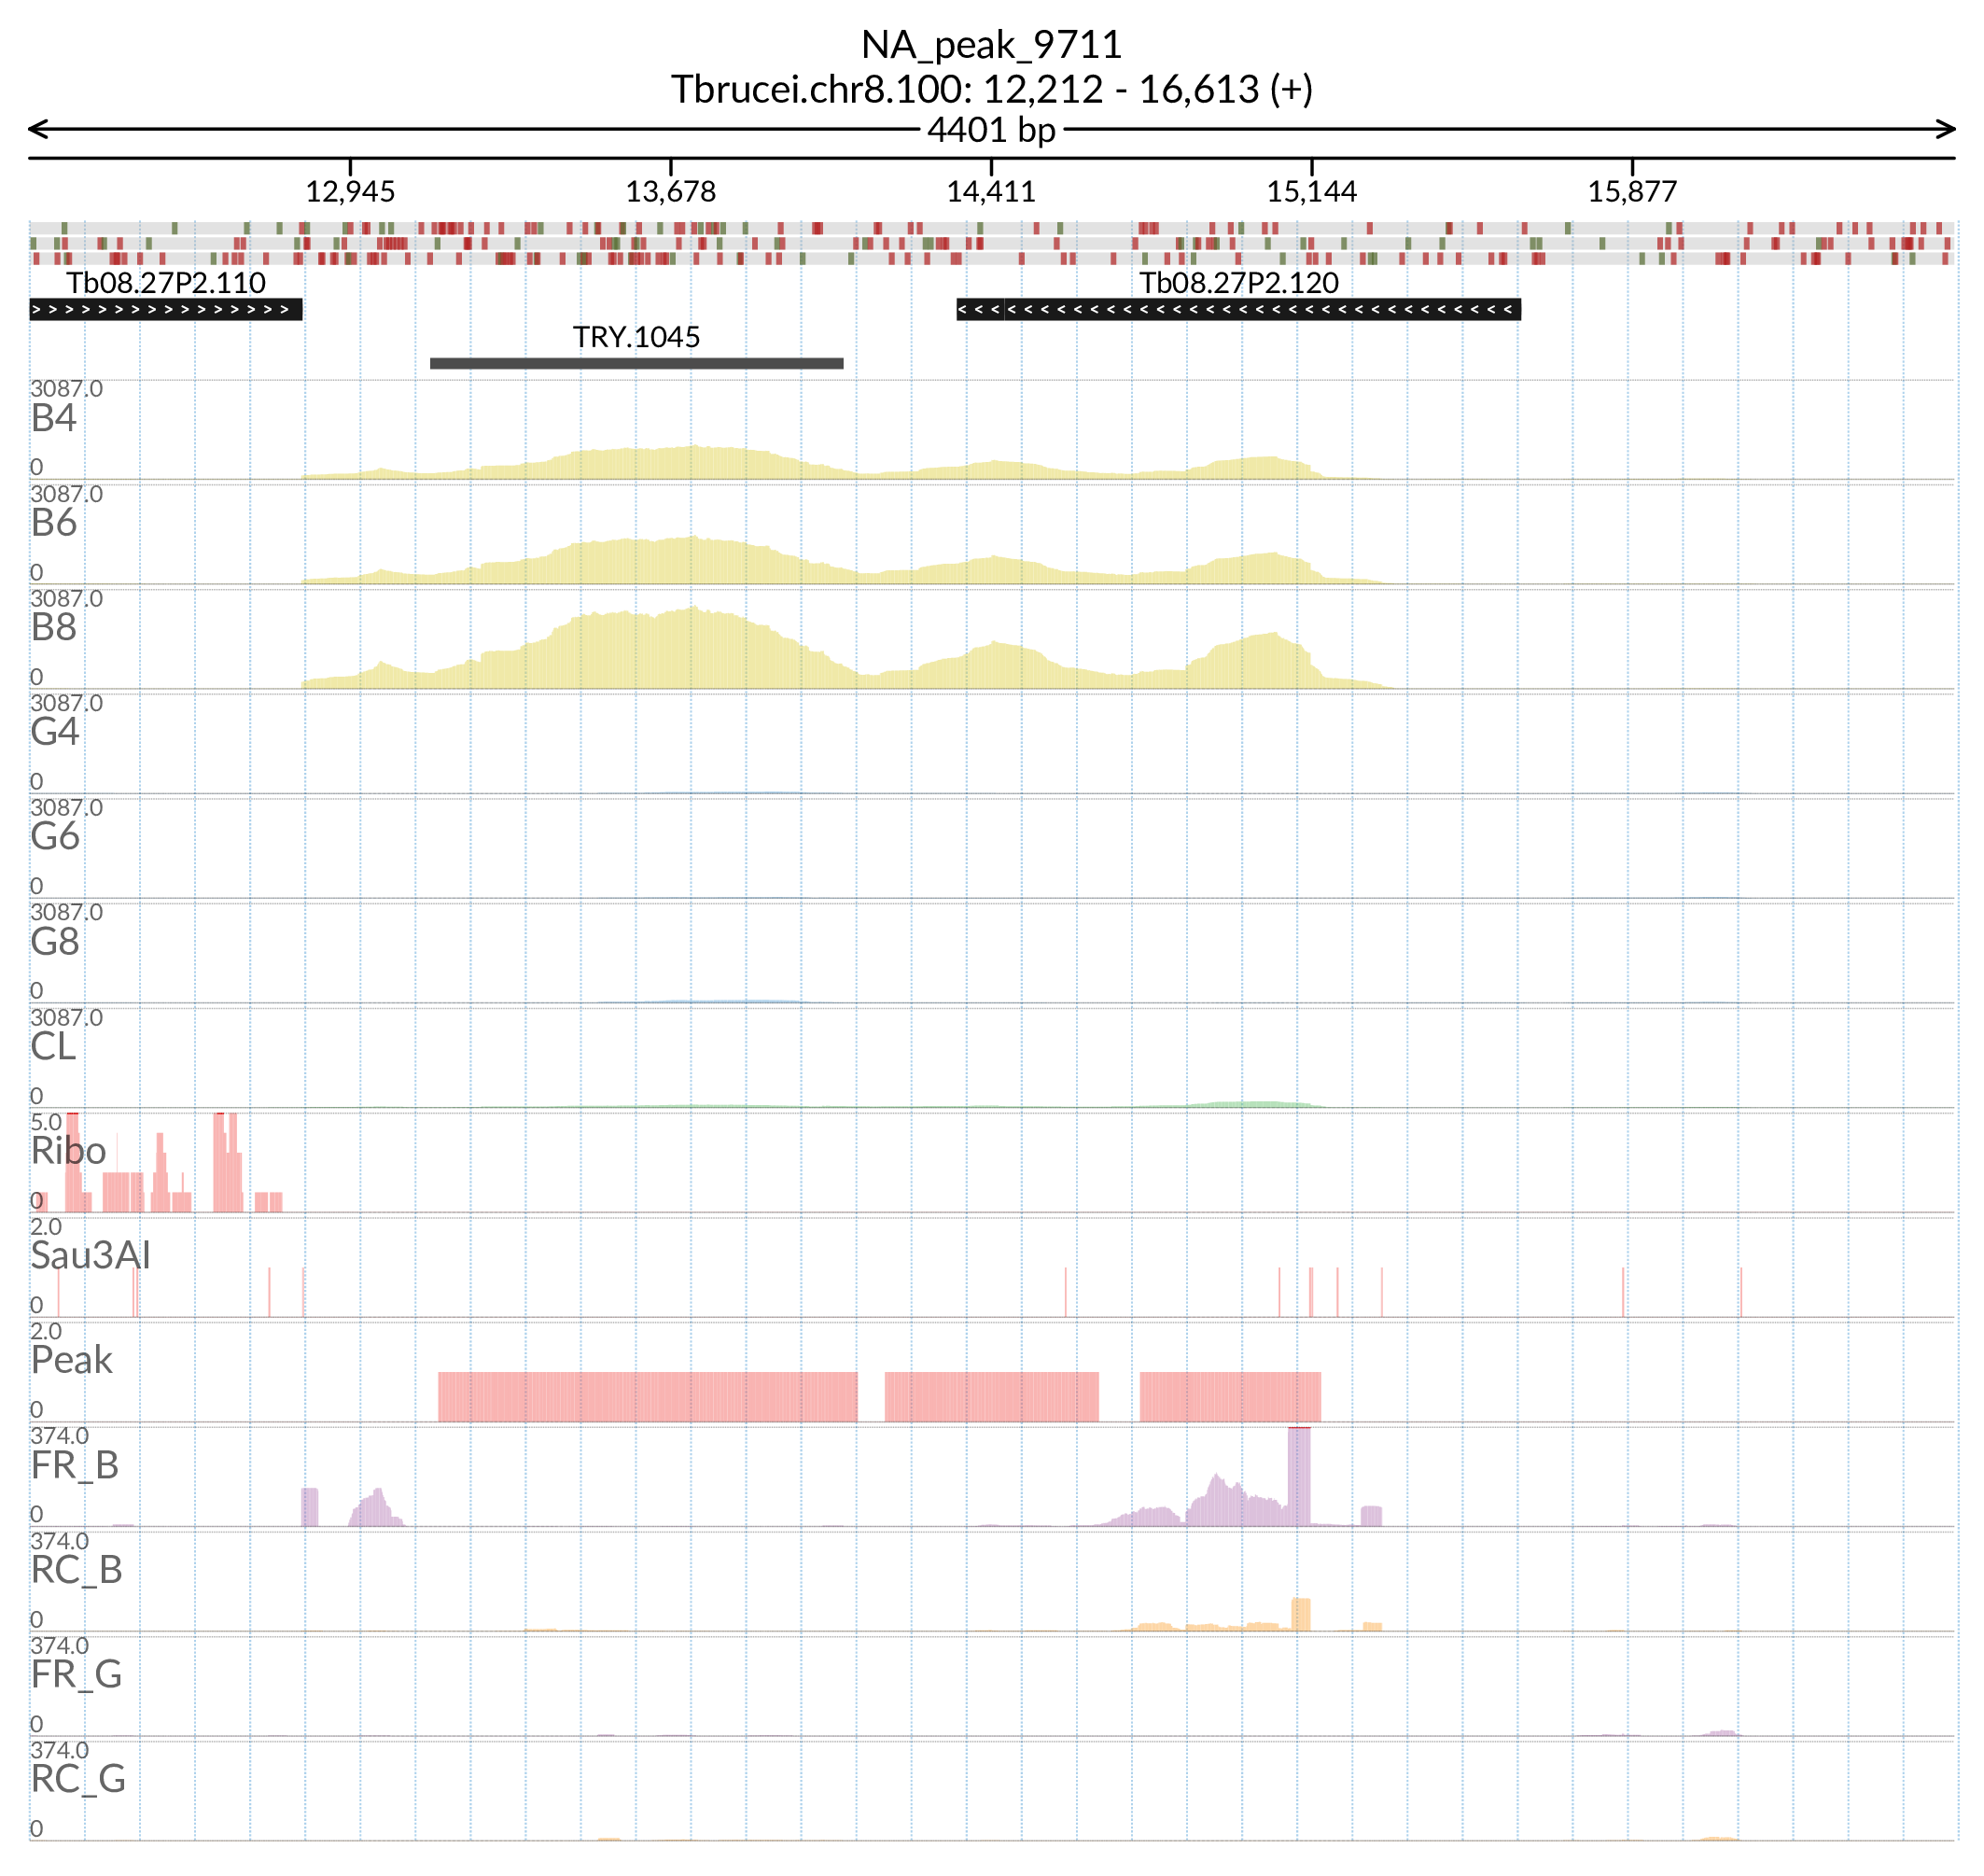 NA_peak_9711
Tbrucei.chr8.100: 12,212 - 16,613 (+)
4401 bp
12,945 13,678 14,411 15,144 15,877
Tb08.27P2.110 Tb08.27P2.120
TRY.1045
3087.0
B4
0
3087.0
B6
0
3087.0
B8
0
3087.0
G4
0
3087.0
G6
0
3087.0
G8
0
3087.0
CL
0
5.0
Ribo
0
2.0
Sau3AI
0
2.0
Peak
0
374.0
FR_B
0
374.0
RC_B
0
374.0
FR_G
0
374.0
RC_G
0